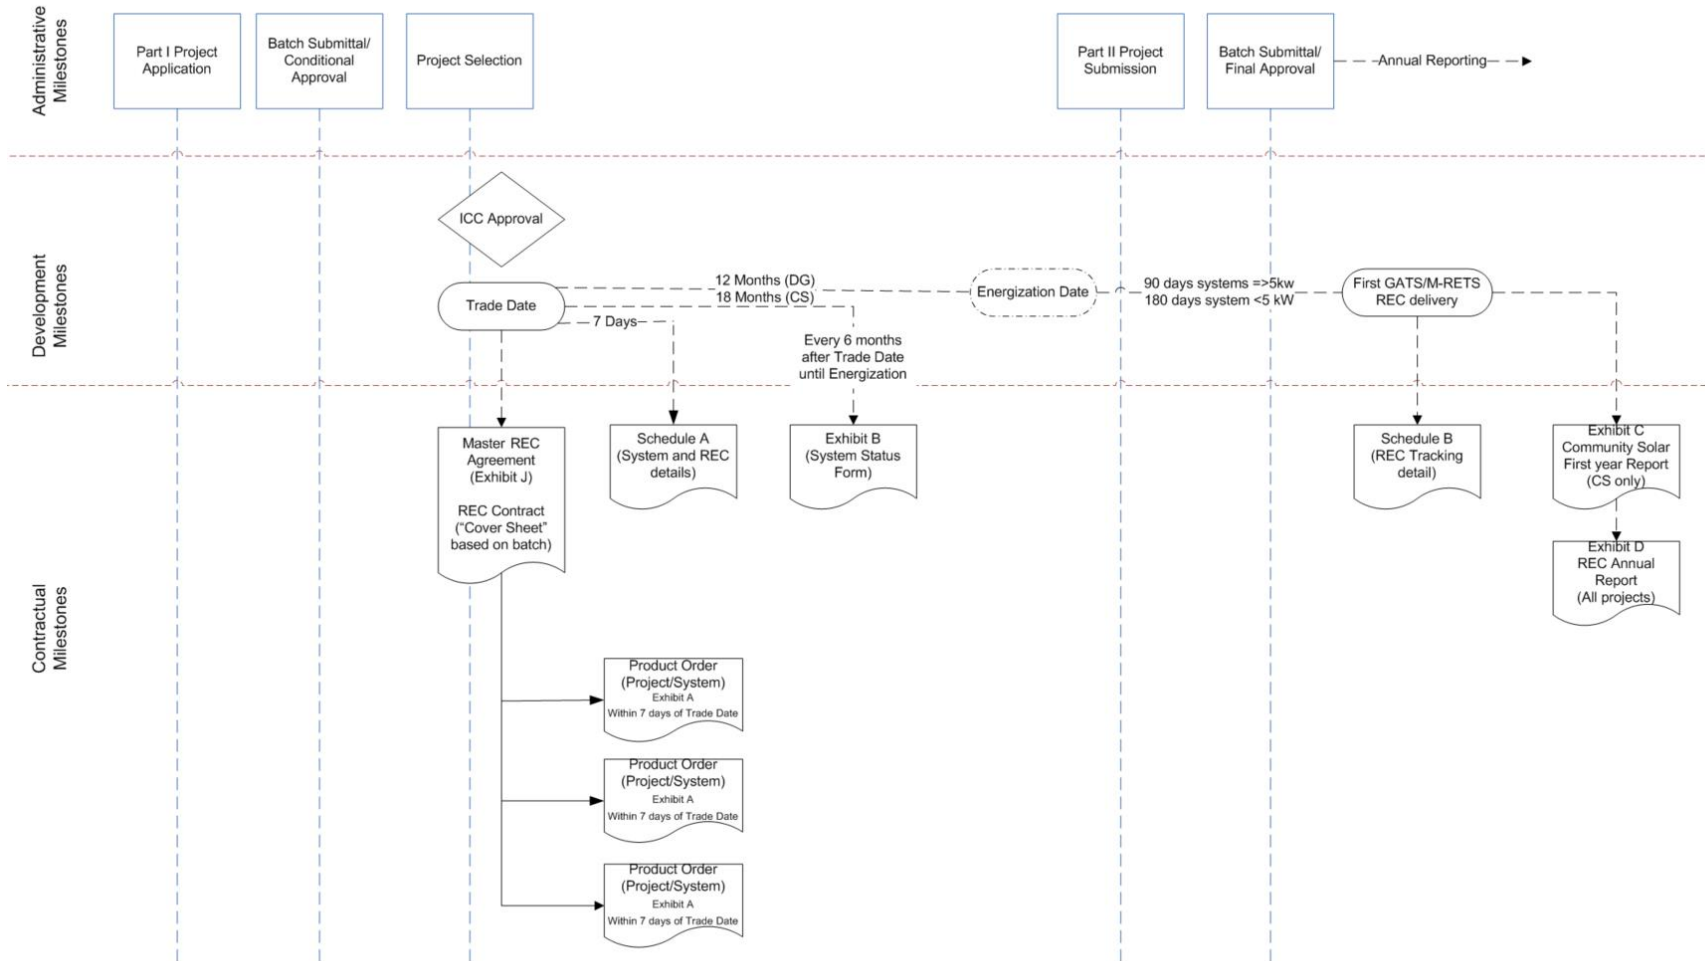 Administrative
Milestones
Part I Project
Application
Batch Submittal/
Conditional
Approval
Project Selection
Part II Project
Submission
Batch Submittal/
Final Approval
Annual Reporting
Development
Milestones
ICC Approval
Trade Date
12 Months (DG)
18 Months (CS)
7 Days
Every 6 months
after Trade Date
until Energization
Energization Date
90 days systems =>5kw
180 days system <5 kW
First GATS/M-RETS
REC delivery
Contractual
Milestones
Master REC
Agreement
(Exhibit J)
REC Contract
("Cover Sheet"
based on batch)
Schedule A
(System and REC
details)
Exhibit B
(System Status
Form)
Schedule B
(REC Tracking
detail)
Exhibit C
Community Solar
First year Report
(CS only)
Exhibit D
REC Annual
Report
(All projects)
Product Order
(Project/System)
Exhibit A
Within 7 days of Trade Date
Product Order
(Project/System)
Exhibit A
Within 7 days of Trade Date
Product Order
(Project/System)
Exhibit A
Within 7 days of Trade Date